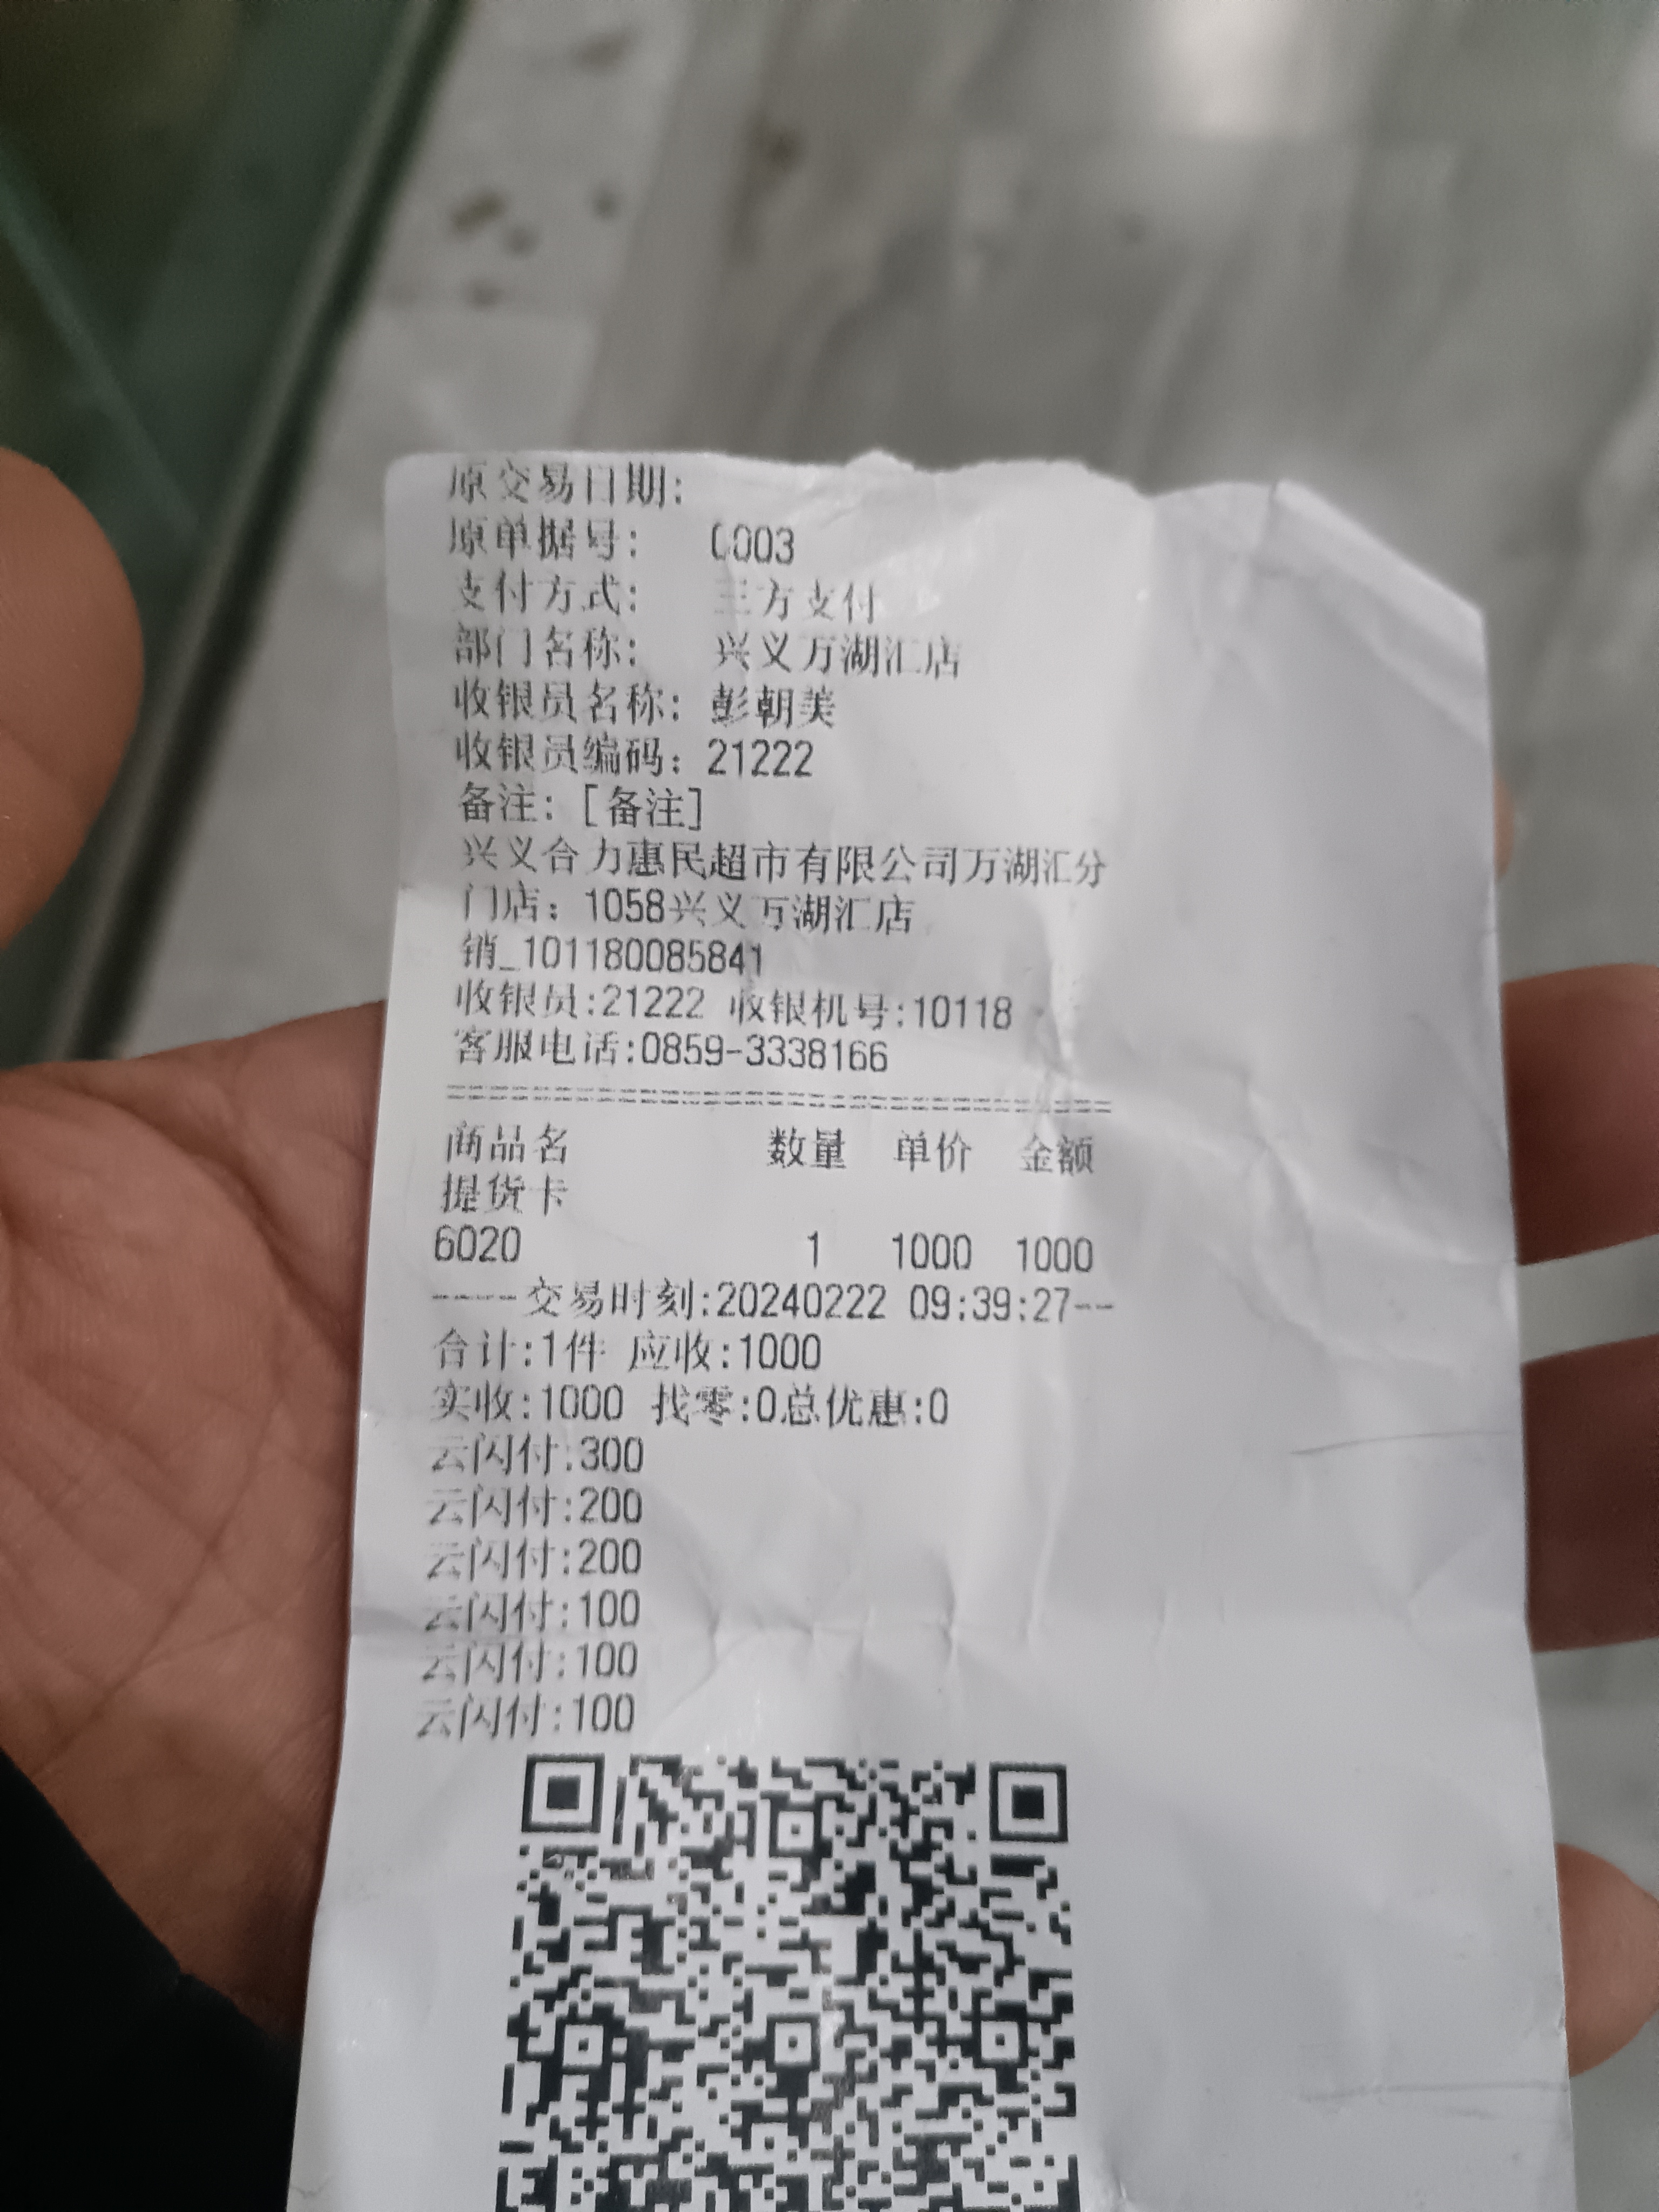 原交易日期:
原单据号: 0003
支付方式: 三方支付
部门名称: 兴义万湖汇店
收银员名称: 彭朝美
收银员编码: 21222
备注: [备注]
兴义合力惠民超市有限公司万湖汇分
门店: 1058兴义万湖汇店
销_101180085841
收银员:21222 收银机号:10118
客服电话:0859-3338166
商品名 数量 单价 金额
提货卡
6020 1 1000 1000
----交易时刻:20240222 09:39:27--
合计:1件 应收:1000
实收:1000 找零:0总优惠:0
云闪付:300
云闪付:200
云闪付:200
云闪付:100
云闪付:100
云闪付:100